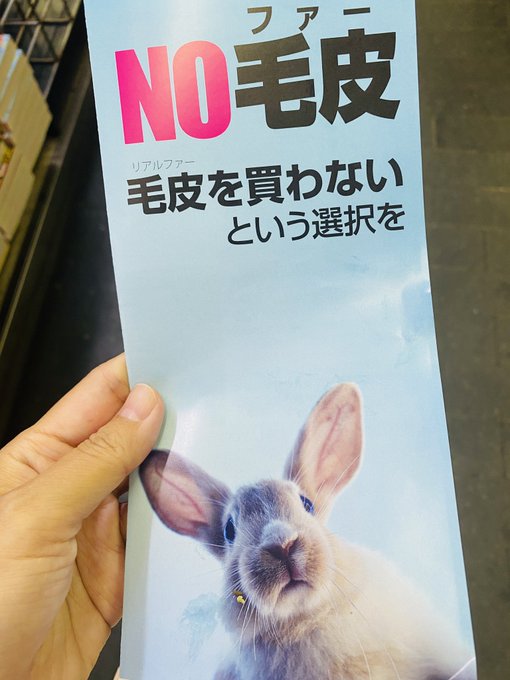 ファー
NO毛皮
リアルファー
毛皮を買わない
という選択を